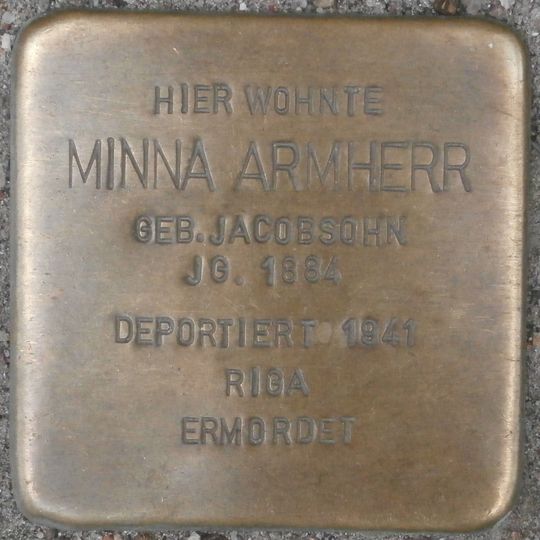 HIER WOHNTE
MINNA ARMHERR
GEB. JACOBSOHN
JG. 1884
DEPORTIERT 1941
RIGA
ERMORDET